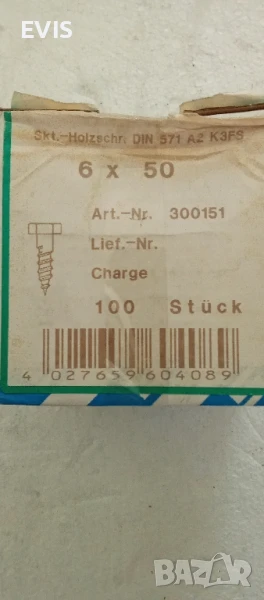 EVIS
Skt.-Holzschr. DIN 571 A2 K3FS
6 x 50
Art.-Nr. 300151
Lief.-Nr.
Charge
100 Stück
4 027659 604089
BAZAR